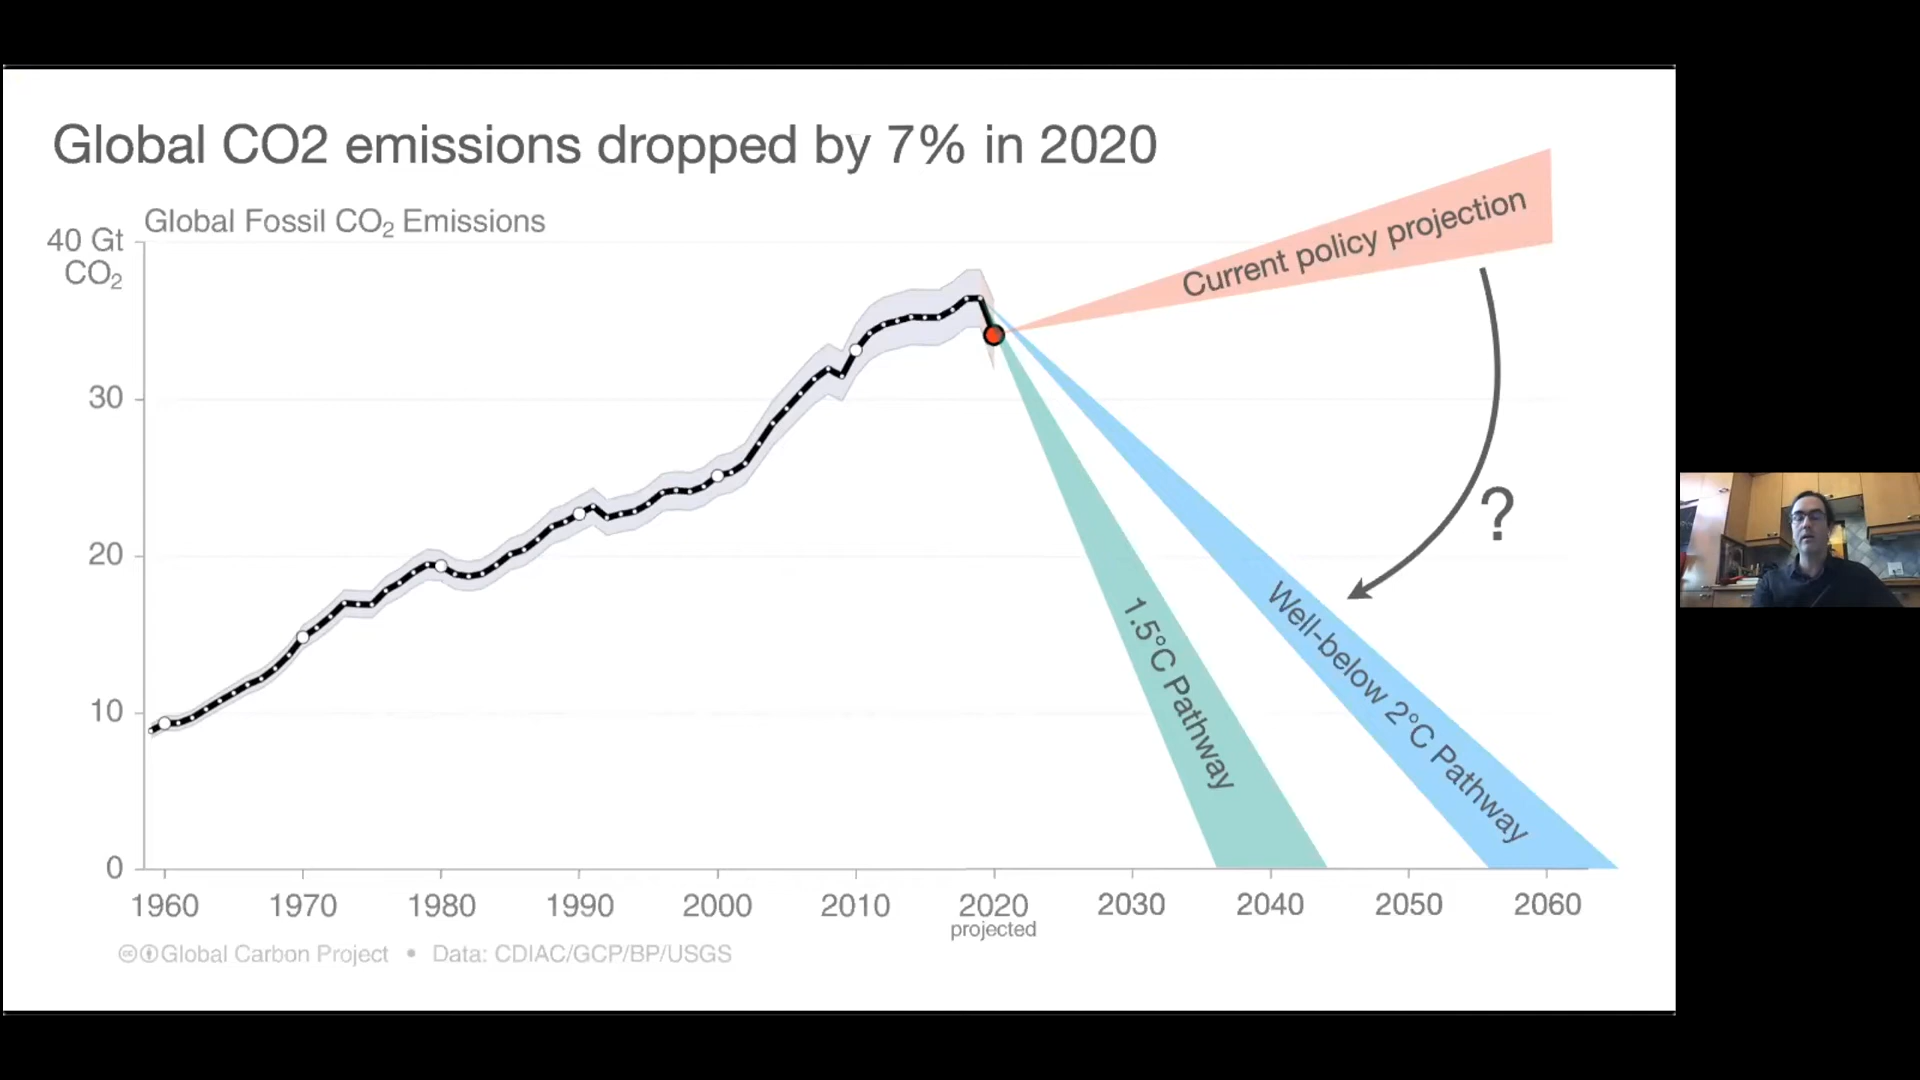 Global CO2 emissions dropped by 7% in 2020
Global Fossil CO₂ Emissions
40 Gt
CO₂
30
20
10
0
Current policy projection
?
1.5°C Pathway
Well-below 2°C Pathway
1960 1970 1980 1990 2000 2010 2020 2030 2040 2050 2060
projected
Global Carbon Project • Data: CDIAC/GCP/BP/USGS